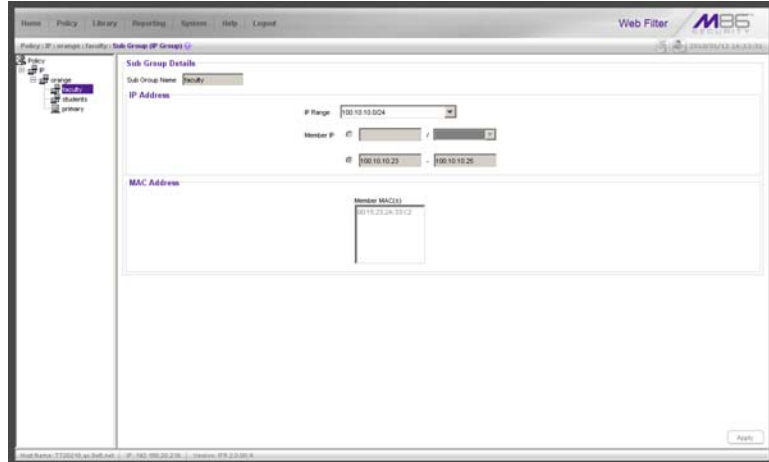 Home Policy Library Reporting System Help Logout
Web Filter
M86
SECURITY
Policy : IP : orange : faculty : Sub Group (IP Group)
Policy
IP
orange
faculty
students
primary
Sub Group Details
Sub Group Name faculty
IP Address
IP Range 100.10.10.0/24
Member IP /
100.10.10.23 - 100.10.10.25
MAC Address
Member MAC(s)
Apply